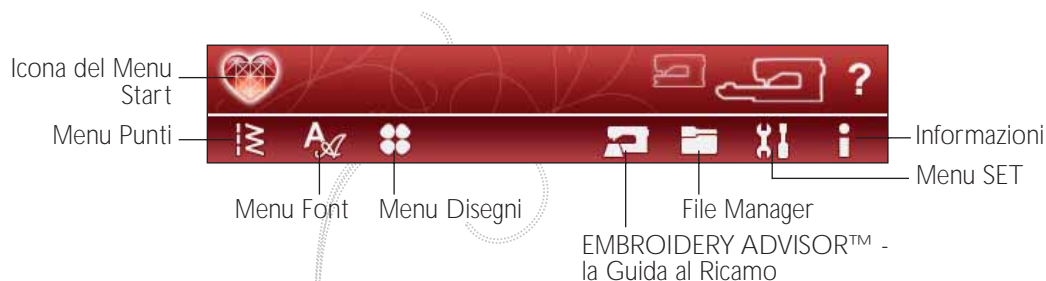 Icona del Menu
Start
?
Menu Punti
Informazioni
Menu SET
Menu Font
Menu Disegni
File Manager
EMBROIDERY ADVISOR™ -
la Guida al Ricamo